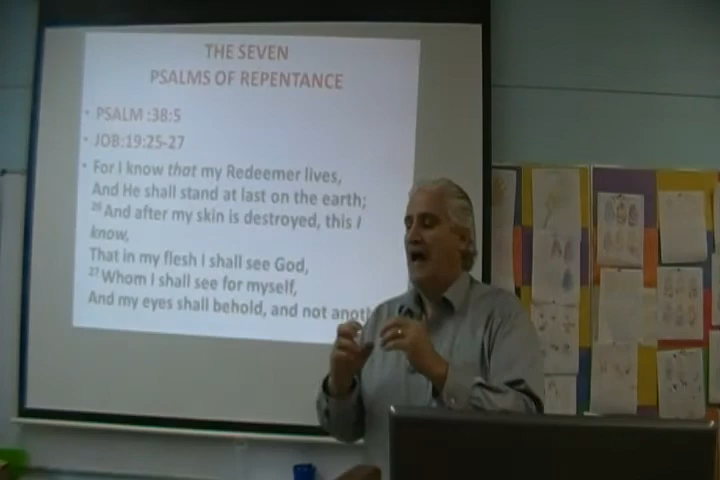 THE SEVEN
PSALMS OF REPENTANCE
• PSALM :38:5
• JOB:19:25-27
• For I know that my Redeemer lives,
And He shall stand at last on the earth;
26And after my skin is destroyed, this I
know,
That in my flesh I shall see God,
27 Whom I shall see for myself,
And my eyes shall behold, and not anoth